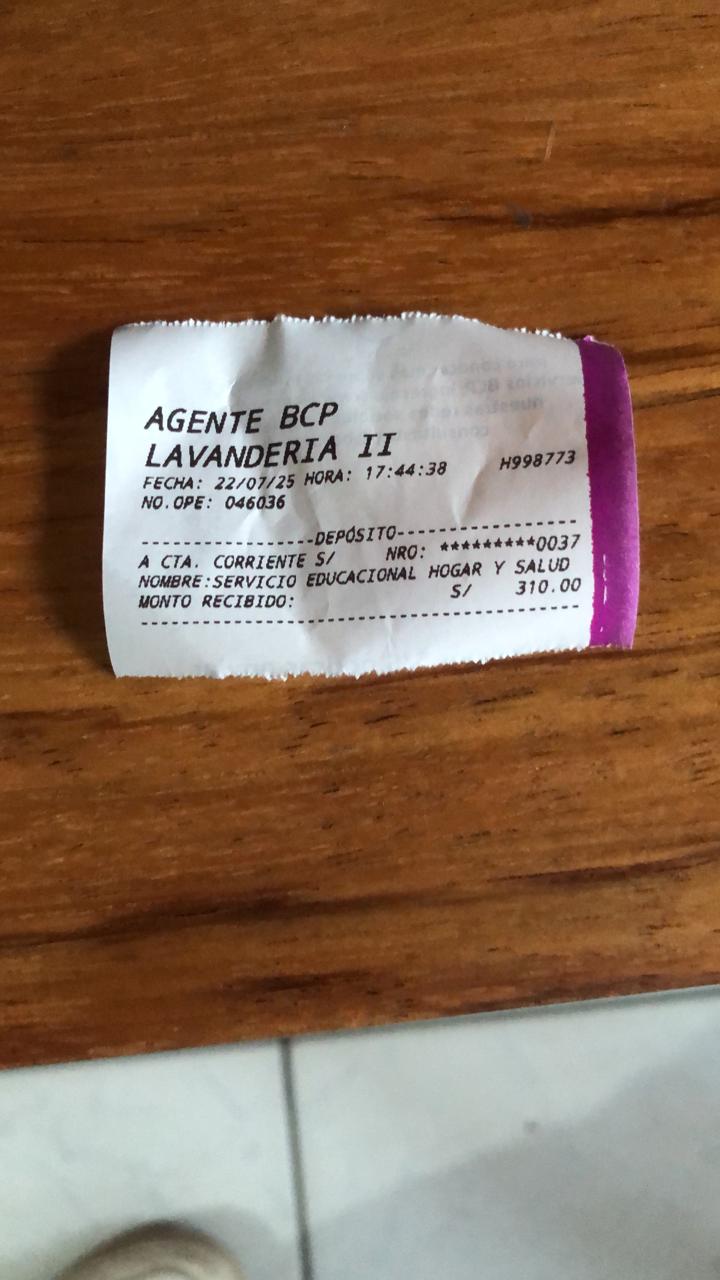 AGENTE BCP
LAVANDERIA II
FECHA: 22/07/25 HORA: 17:44:38 H998773
NO.OPE: 046036
-----------------DEPÓSITO-----------------
A CTA. CORRIENTE S/ NRO: *********0037
NOMBRE:SERVICIO EDUCACIONAL HOGAR Y SALUD
MONTO RECIBIDO: S/ 310.00
------------------------------------------